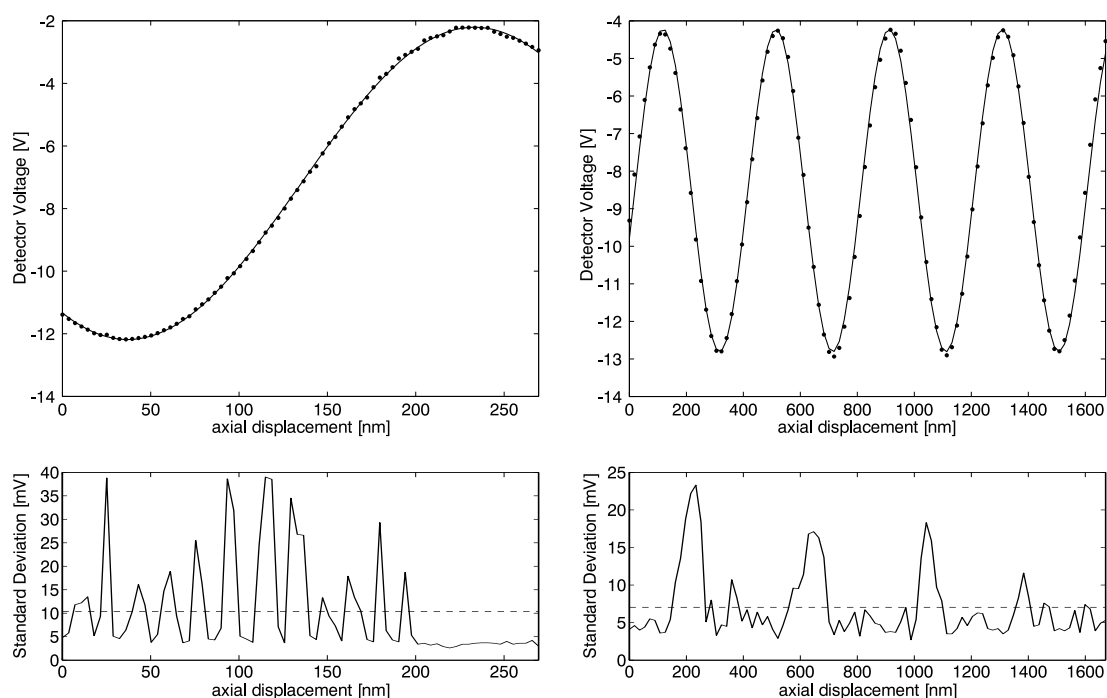 -2
-4
-6
-8
-10
-12
-14
Detector Voltage [V]
0 50 100 150 200 250
axial displacement [nm]
-4
-5
-6
-7
-8
-9
-10
-11
-12
-13
-14
Detector Voltage [V]
0 200 400 600 800 1000 1200 1400 1600
axial displacement [nm]
40
35
30
25
20
15
10
5
0
Standard Deviation [mV]
0 50 100 150 200 250
axial displacement [nm]
25
20
15
10
5
0
Standard Deviation [mV]
0 200 400 600 800 1000 1200 1400 1600
axial displacement [nm]